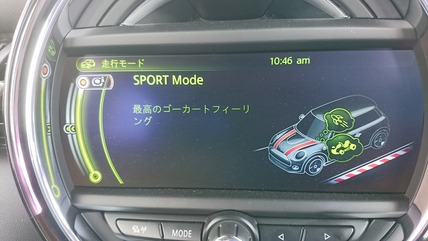 走行モード
10:46 am
SPORT Mode
最高のゴーカートフィーリ
ング
MODE